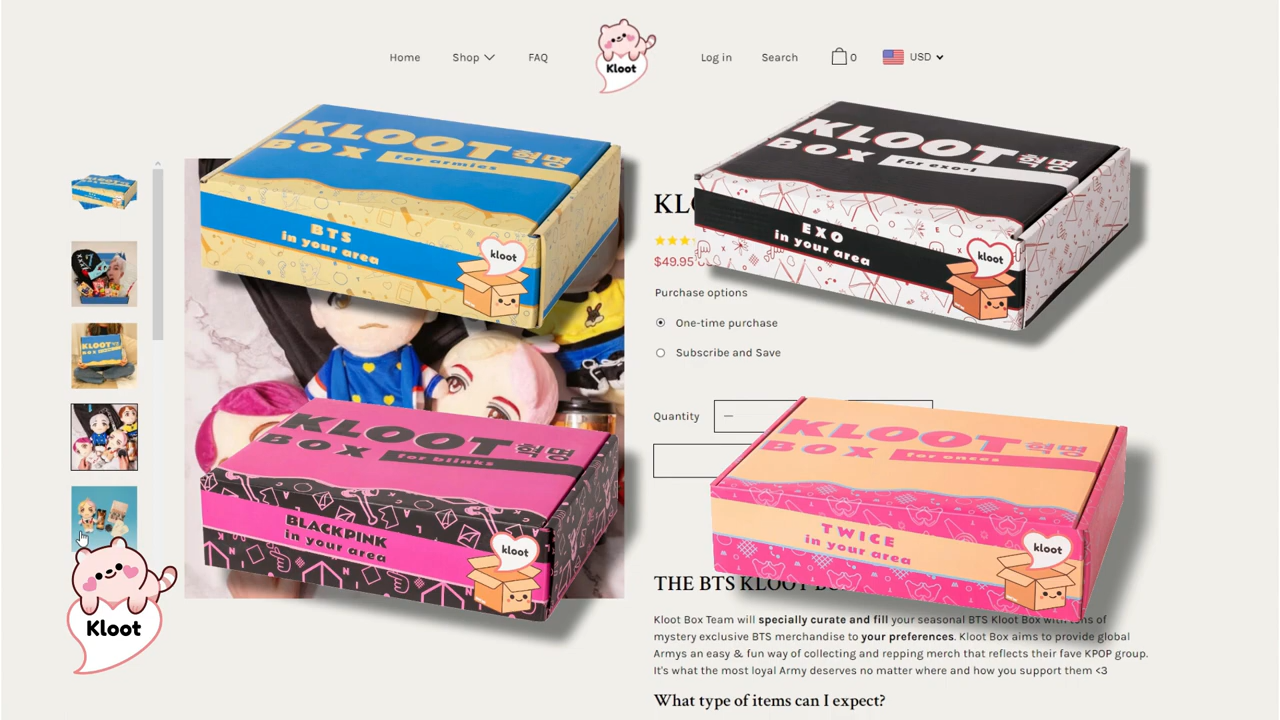 Home
Shop
FAQ
Kloot
Log in
Search
0
USD
KLOOT
BOX
혁명
for armies
BTS
in your area
kloot
KLOOT
BOX
혁명
for exo-l
EXO
in your area
kloot
KL
$49.95
Purchase options
One-time purchase
Subscribe and Save
Quantity
KLOOT
BOX
혁명
for blinks
BLACKPINK
in your area
kloot
KLOOT
BOX
혁명
for onces
TWICE
in your area
kloot
Kloot
THE BTS KLOOT
Kloot Box Team will specially curate and fill your seasonal BTS Kloot Box with tons of
mystery exclusive BTS merchandise to your preferences. Kloot Box aims to provide global
Armys an easy & fun way of collecting and repping merch that reflects their fave KPOP group.
It's what the most loyal Army deserves no matter where and how you support them <3
What type of items can I expect?